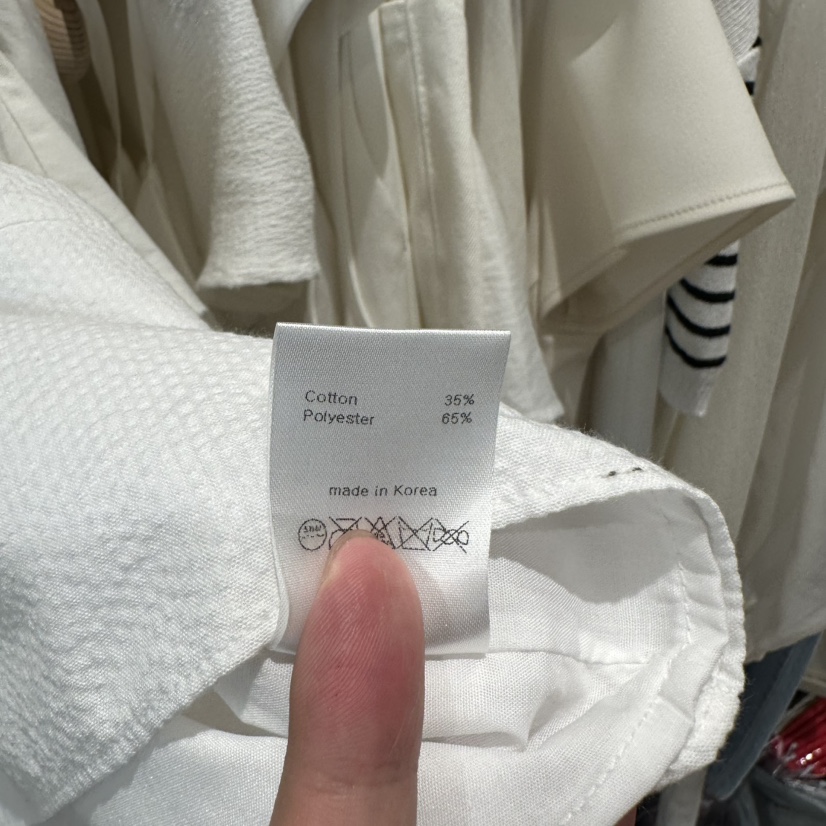 Cotton 35%
Polyester 65%
made in Korea